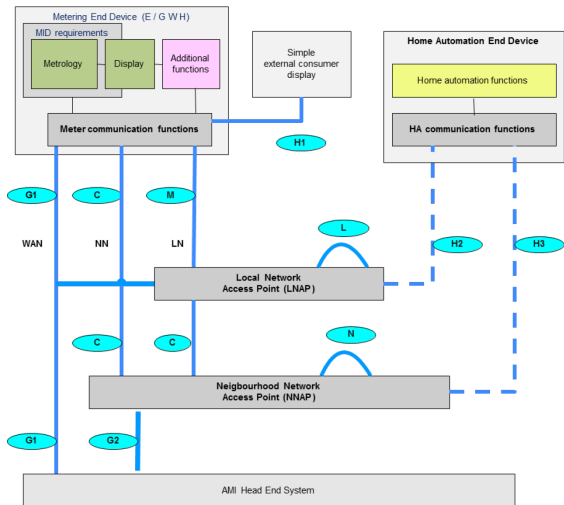 Metering End Device (E / G W H)
MID requirements
Metrology
Display
Additional
functions
Meter communication functions
Simple
external consumer
display
Home Automation End Device
Home automation functions
HA communication functions
H1
G1
C
M
WAN
NN
LN
L
H2
H3
Local Network
Access Point (LNAP)
C
C
N
Neigbourhood Network
Access Point (NNAP)
G1
G2
AMI Head End System